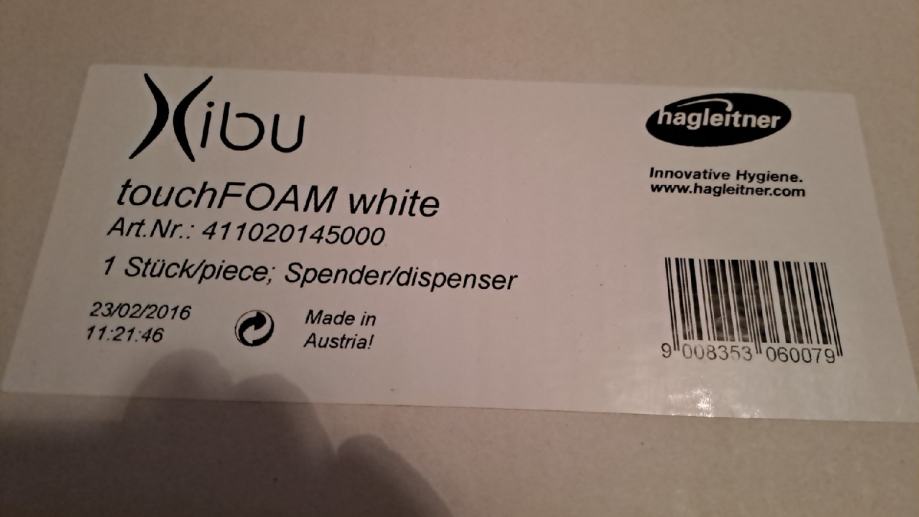 Xibu
hagleitner
Innovative Hygiene.
www.hagleitner.com
touchFOAM white
Art.Nr.: 411020145000
1 Stück/piece; Spender/dispenser
23/02/2016
11:21:46
Made in
Austria!
9 008353 060079